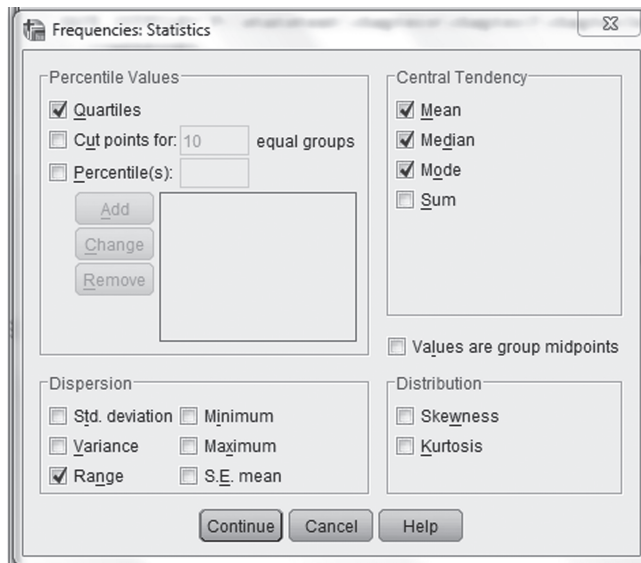 Frequencies: Statistics
Percentile Values
Quartiles
Cut points for: 10 equal groups
Percentile(s):
Add
Change
Remove
Central Tendency
Mean
Median
Mode
Sum
Values are group midpoints
Dispersion
Std. deviation Minimum
Variance Maximum
Range S.E. mean
Distribution
Skewness
Kurtosis
Continue Cancel Help